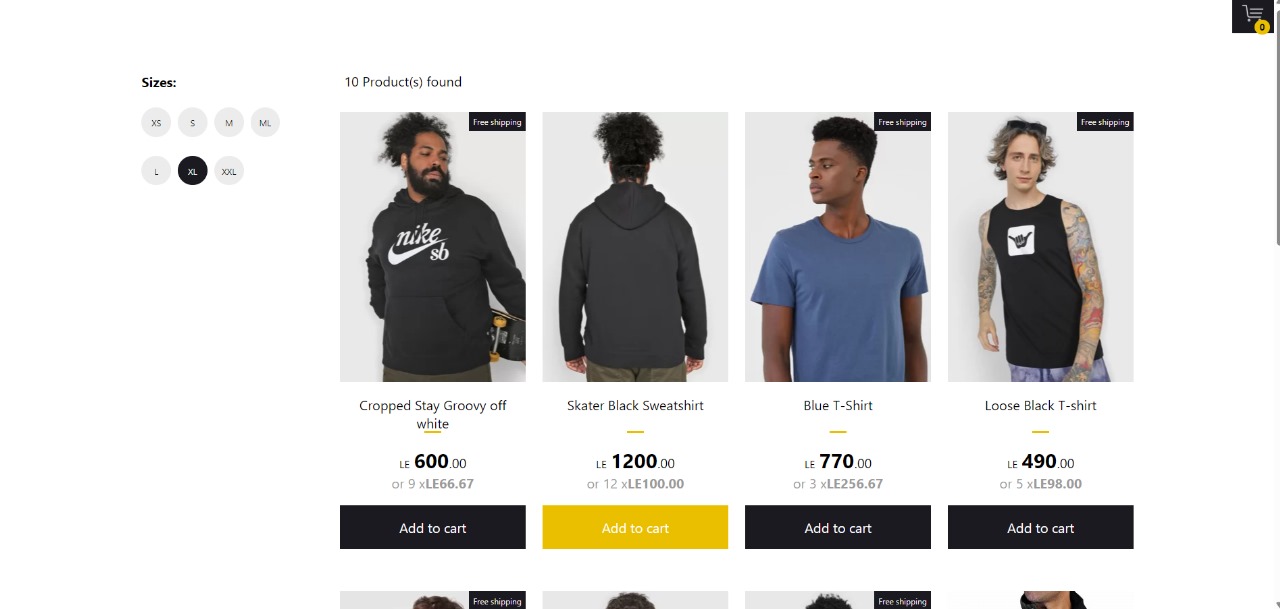 0
Sizes:
10 Product(s) found
XS S M ML
L XL XXL
Free shipping
Free shipping
Free shipping
nike
sb
Cropped Stay Groovy off
white
LE 600.00
or 9 xLE66.67
Add to cart
Skater Black Sweatshirt
LE 1200.00
or 12 xLE100.00
Add to cart
Blue T-Shirt
LE 770.00
or 3 xLE256.67
Add to cart
Loose Black T-shirt
LE 490.00
or 5 xLE98.00
Add to cart
Free shipping
Free shipping